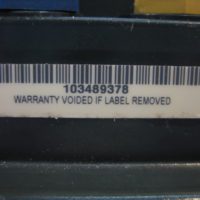 103489378
WARRANTY VOIDED IF LABEL REMOVED